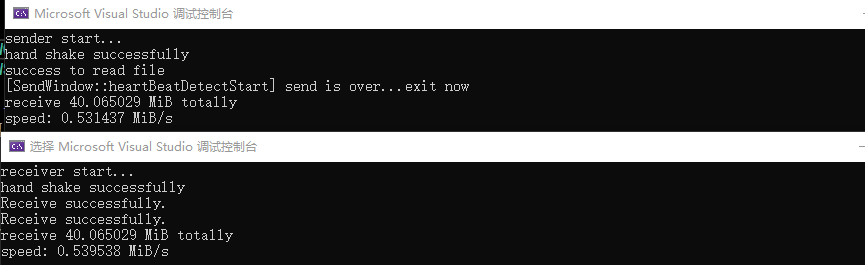 Microsoft Visual Studio 调试控制台
sender start...
hand shake successfully
success to read file
[SendWindow::heartBeatDetectStart] send is over...exit now
receive 40.065029 MiB totally
speed: 0.531437 MiB/s
选择 Microsoft Visual Studio 调试控制台
receiver start...
hand shake successfully
Receive successfully.
Receive successfully.
receive 40.065029 MiB totally
speed: 0.539538 MiB/s